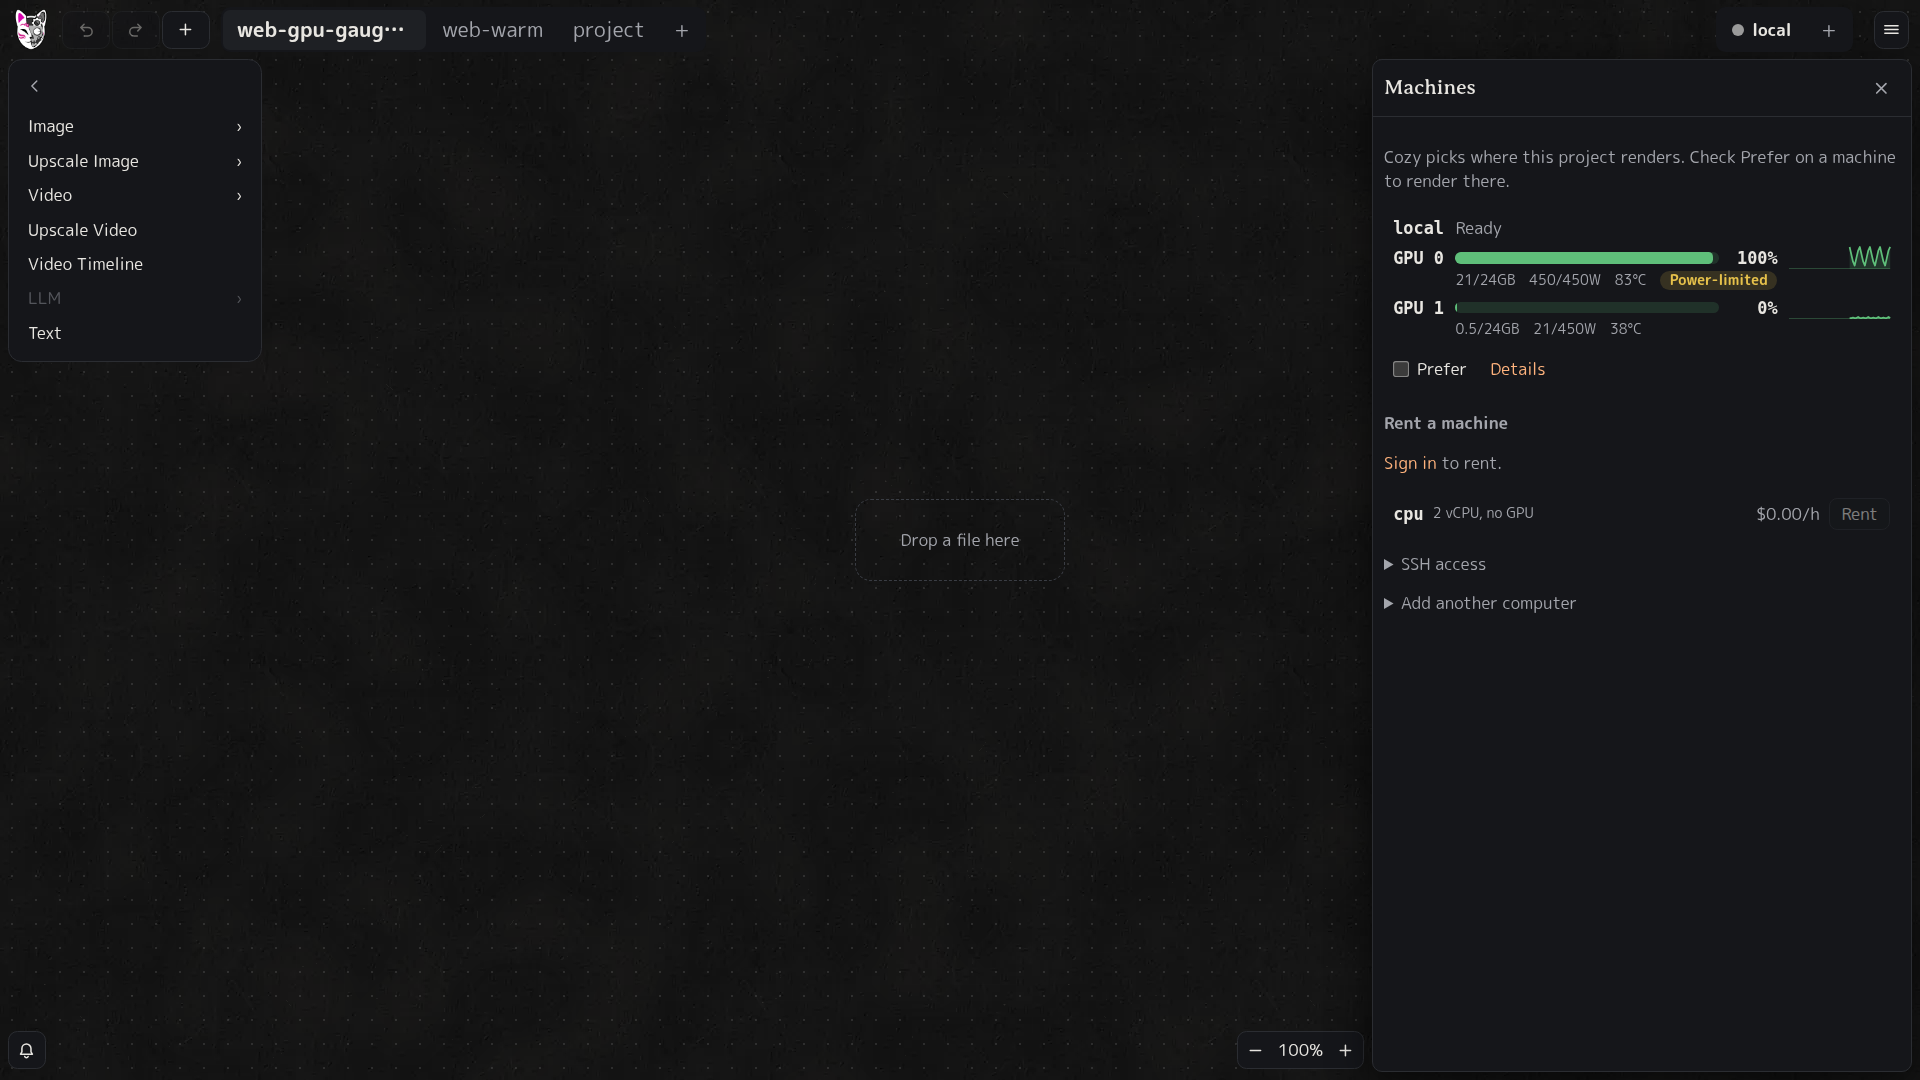 web-gpu-gaug···
web-warm
project
local
Image
Upscale Image
Video
Upscale Video
Video Timeline
LLM
Text
Drop a file here
100%
Machines
Cozy picks where this project renders. Check Prefer on a machine
to render there.
local Ready
GPU 0 100%
21/24GB 450/450W 83°C Power-limited
GPU 1 0%
0.5/24GB 21/450W 38°C
Prefer Details
Rent a machine
Sign in to rent.
cpu 2 vCPU, no GPU $0.00/h Rent
SSH access
Add another computer